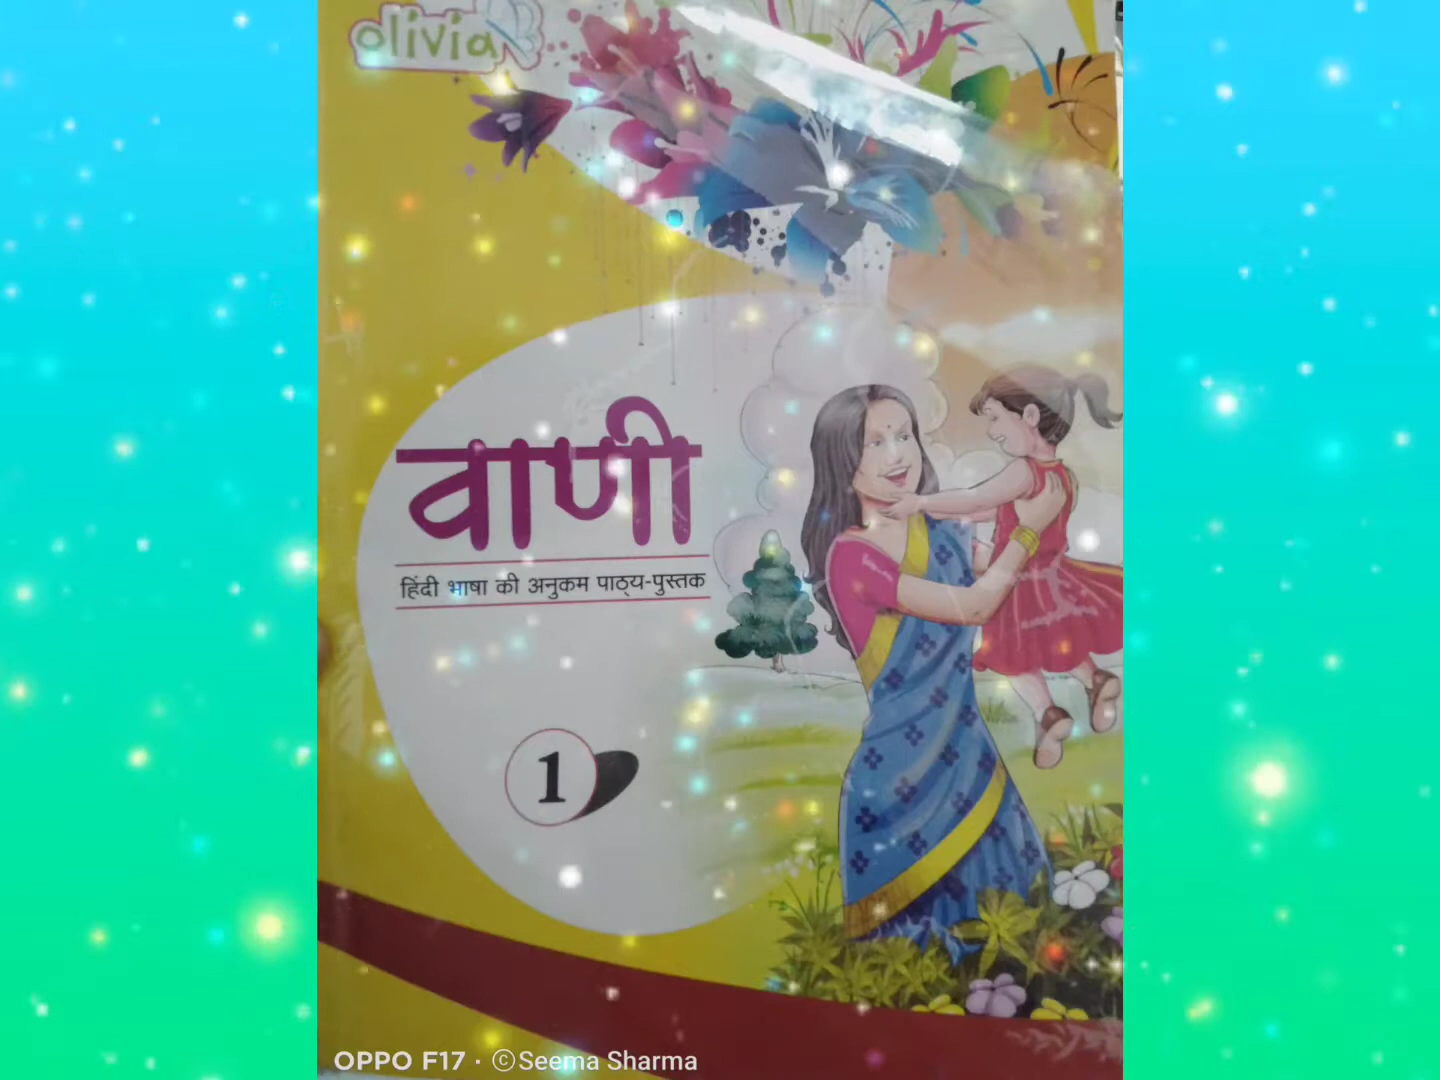 olivia
वाणी
हिंदी भाषा की अनुकम पाठ्य-पुस्तक
1
OPPO F17 · ©Seema Sharma